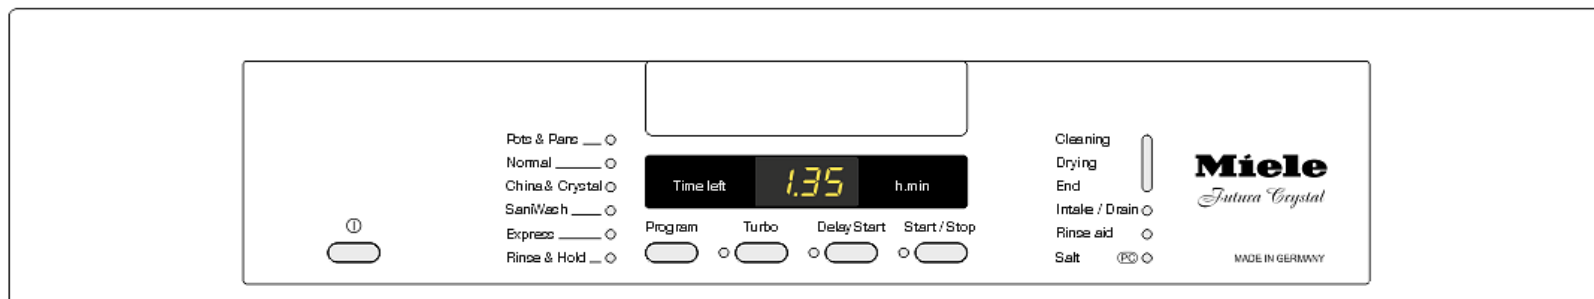 Pots & Pans
Normal
China & Crystal
SaniWash
Express
Rinse & Hold
Time left 1.35 h.min
Program Turbo Delay Start Start / Stop
Cleaning
Drying
End
Intake / Drain
Rinse aid
Salt PC
Miele
Futura Crystal
MADE IN GERMANY